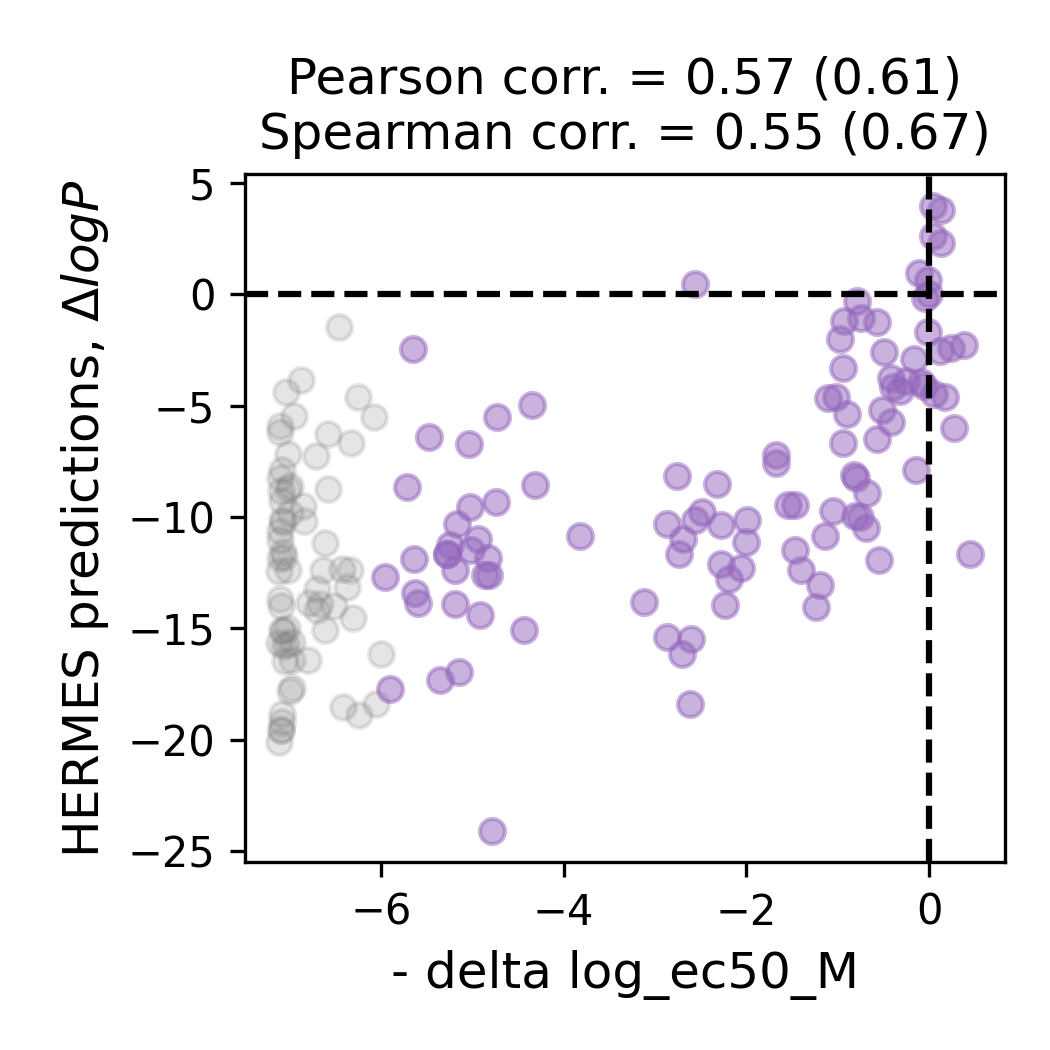 Pearson corr. = 0.57 (0.61)
Spearman corr. = 0.55 (0.67)
HERMES predictions, ΔlogP
5
0
−5
−10
−15
−20
−25
−6
−4
−2
0
- delta log_ec50_M